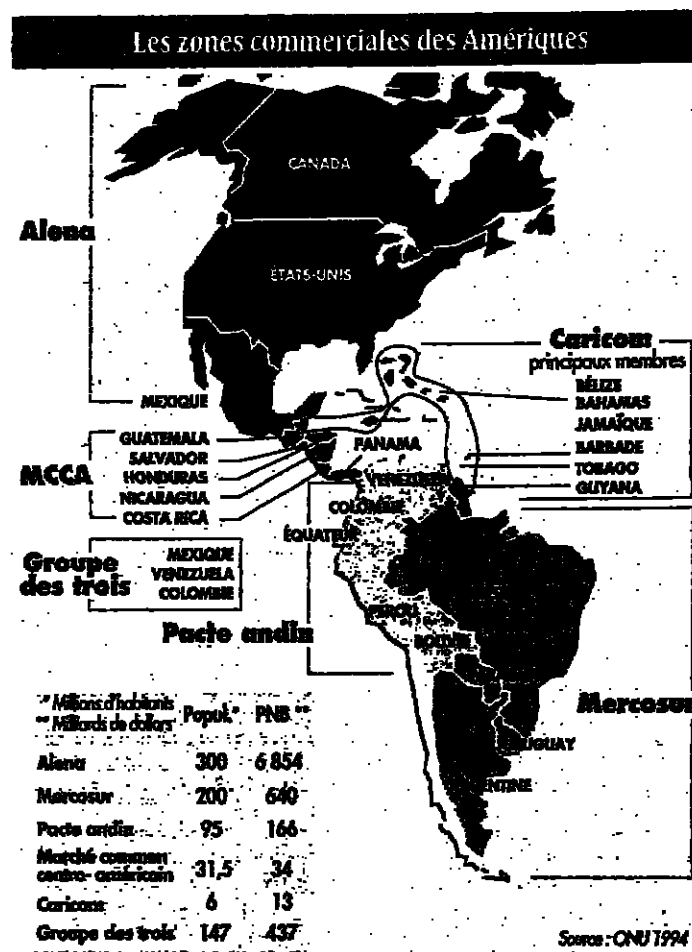 Les zones commerciales des Amériques
CANADA
Alena
ÉTATS-UNIS
MEXIQUE
Caricom
principaux membres
BÉLIZE
BAHAMAS
JAMAÏQUE
BARBADE
TOBAGO
GUYANA
MCCA
GUATEMALA
SALVADOR
HONDURAS
NICARAGUA
COSTA RICA
PANAMA
VENEZUELA
COLOMBIE
ÉQUATEUR
PÉROU
BOLIVIE
Groupe
des trois
MEXIQUE
VENEZUELA
COLOMBIE
Pacte andin
Mercosur
URUGUAY
ENTINE
* Millions d'habitants
** Milliards de dollars
Popul.* PNB **
Alena 300 6 854
Mercosur 200 640
Pacte andin 95 166
Marché commun
centro-américain 31,5 34
Caricom 6 13
Groupe des trois 147 437
Source : ONU 1994